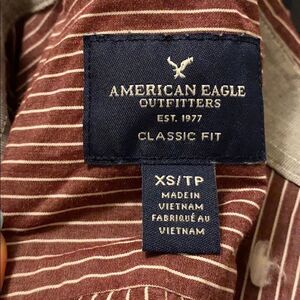 AMERICAN EAGLE
OUTFITTERS
EST. 1977
CLASSIC FIT
XS/TP
MADE IN
VIETNAM
FABRIQUÉ AU
VIETNAM